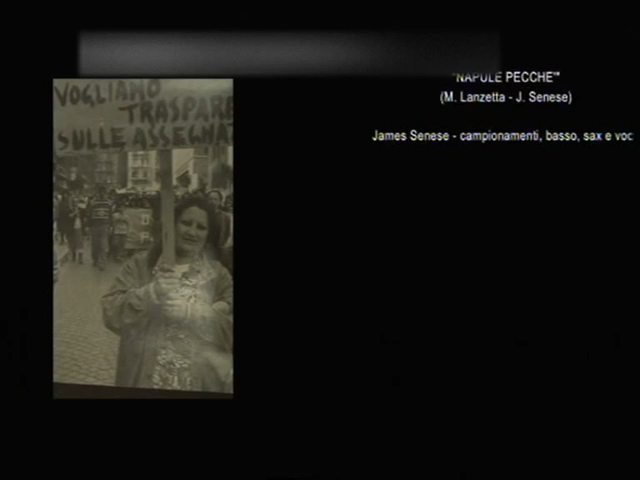 VOGLIAMO
TRASPARE
SULLE ASSEGNA
"NAPULE PECCHE'"
(M. Lanzetta - J. Senese)
James Senese - campionamenti, basso, sax e voc